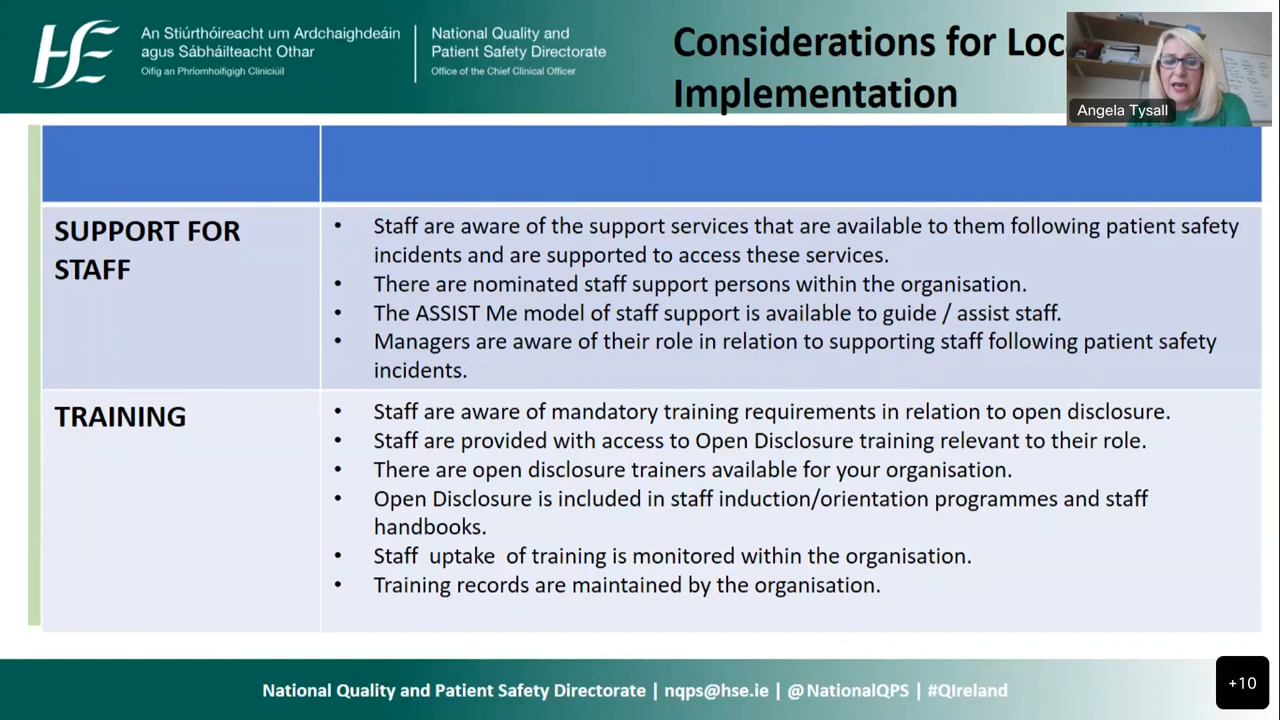 HSE
An Stiúrthóireacht um Ardchaighdeáin
agus Sábháilteacht Othar
Oifig an Phríomhoifigigh Cliniciúil
National Quality and
Patient Safety Directorate
Office of the Chief Clinical Officer
Considerations for Loc
Implementation
Angela Tysall
SUPPORT FOR
STAFF
• Staff are aware of the support services that are available to them following patient safety
incidents and are supported to access these services.
• There are nominated staff support persons within the organisation.
• The ASSIST Me model of staff support is available to guide / assist staff.
• Managers are aware of their role in relation to supporting staff following patient safety
incidents.
TRAINING
• Staff are aware of mandatory training requirements in relation to open disclosure.
• Staff are provided with access to Open Disclosure training relevant to their role.
• There are open disclosure trainers available for your organisation.
• Open Disclosure is included in staff induction/orientation programmes and staff
handbooks.
• Staff uptake of training is monitored within the organisation.
• Training records are maintained by the organisation.
National Quality and Patient Safety Directorate | nqps@hse.ie | @NationalQPS | #QIreland
+10